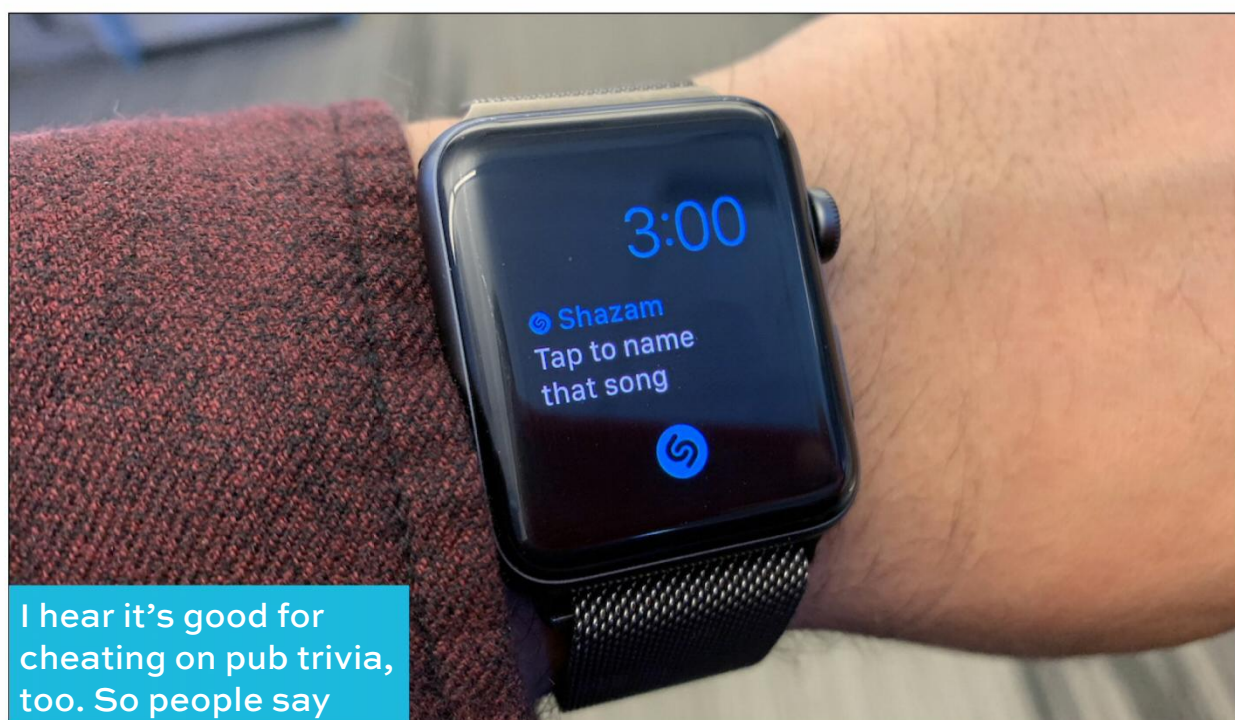 3:00
Shazam
Tap to name
that song
I hear it’s good for
cheating on pub trivia,
too. So people say